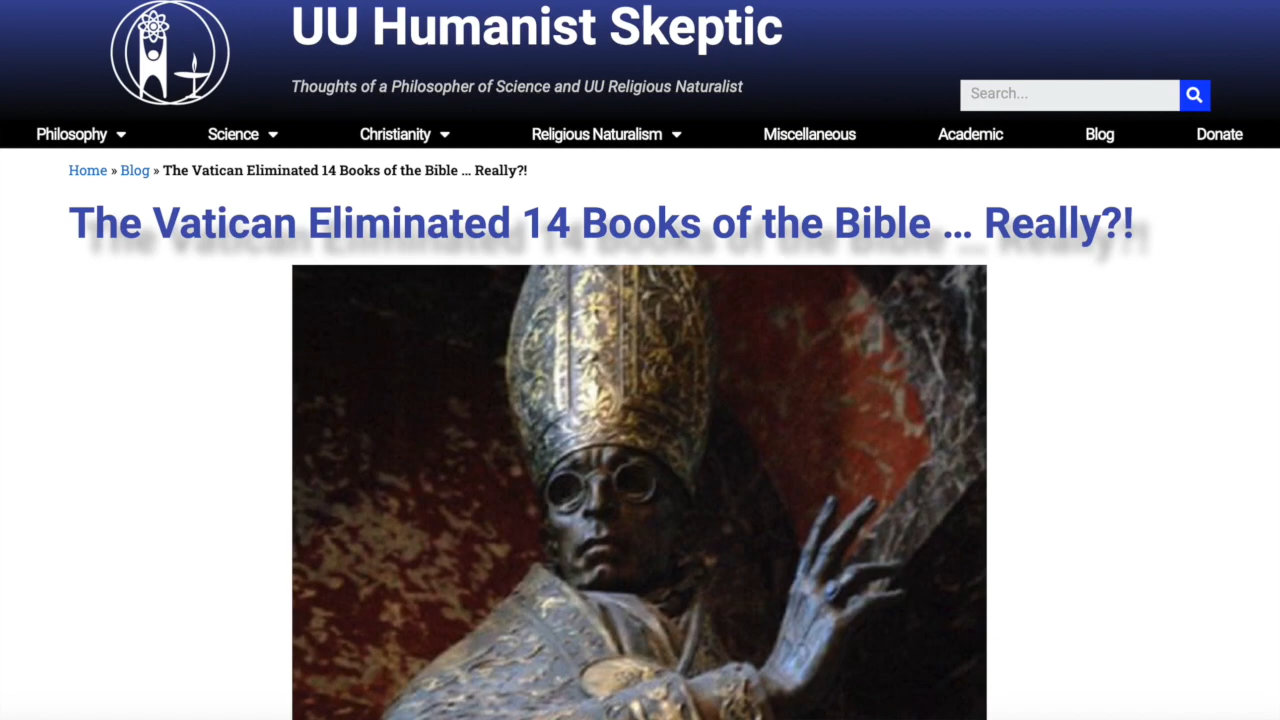 UU Humanist Skeptic
Thoughts of a Philosopher of Science and UU Religious Naturalist
Search...
Philosophy Science Christianity Religious Naturalism Miscellaneous Academic Blog Donate
Home » Blog » The Vatican Eliminated 14 Books of the Bible ... Really?!
The Vatican Eliminated 14 Books of the Bible ... Really?!